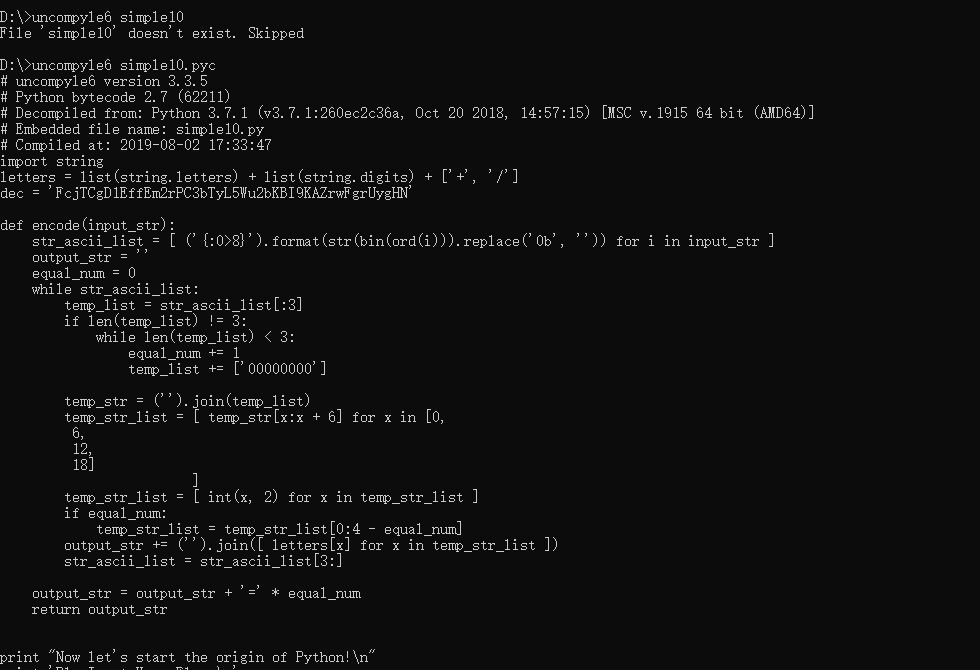 D:\>uncompyle6 simple10
File 'simple10' doesn't exist. Skipped
D:\>uncompyle6 simple10.pyc
# uncompyle6 version 3.3.5
# Python bytecode 2.7 (62211)
# Decompiled from: Python 3.7.1 (v3.7.1:260ec2c36a, Oct 20 2018, 14:57:15) [MSC v.1915 64 bit (AMD64)]
# Embedded file name: simple10.py
# Compiled at: 2019-08-02 17:33:47
import string
letters = list(string.letters) + list(string.digits) + ['+', '/']
dec = 'FcjTCgD1EffEm2rPC3bTyL5Wu2bKBI9KAZrwFgrUygHN'
def encode(input_str):
    str_ascii_list = [ ('{:0>8}').format(str(bin(ord(i))).replace('0b', '')) for i in input_str ]
    output_str = ''
    equal_num = 0
    while str_ascii_list:
        temp_list = str_ascii_list[:3]
        if len(temp_list) != 3:
            while len(temp_list) < 3:
                equal_num += 1
                temp_list += ['00000000']
        temp_str = ('').join(temp_list)
        temp_str_list = [ temp_str[x:x + 6] for x in [0,
         6,
         12,
         18]
                        ]
        temp_str_list = [ int(x, 2) for x in temp_str_list ]
        if equal_num:
            temp_str_list = temp_str_list[0:4 - equal_num]
        output_str += ('').join([ letters[x] for x in temp_str_list ])
        str_ascii_list = str_ascii_list[3:]
    output_str = output_str + '=' * equal_num
    return output_str
print "Now let's start the origin of Python!\n"